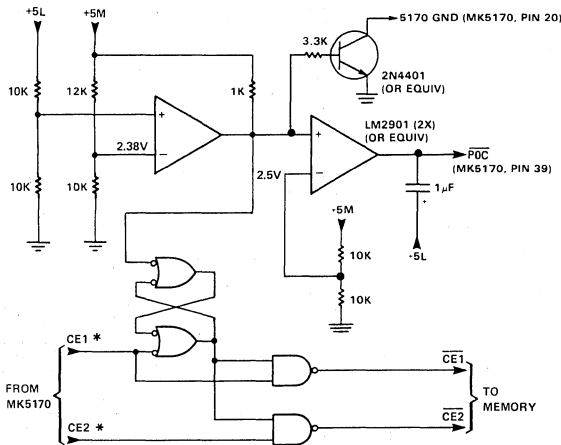 +5L
+5M
5170 GND (MK5170, PIN 20)
3.3K
2N4401
(OR EQUIV)
10K
12K
1K
+
−
2.38V
LM2901 (2X)
(OR EQUIV)
+
−
2.5V
POC
(MK5170, PIN 39)
1μF
+
10K
10K
+5M
+5L
10K
10K
CE1 *
FROM
MK5170
CE2 *
CE1
TO
MEMORY
CE2